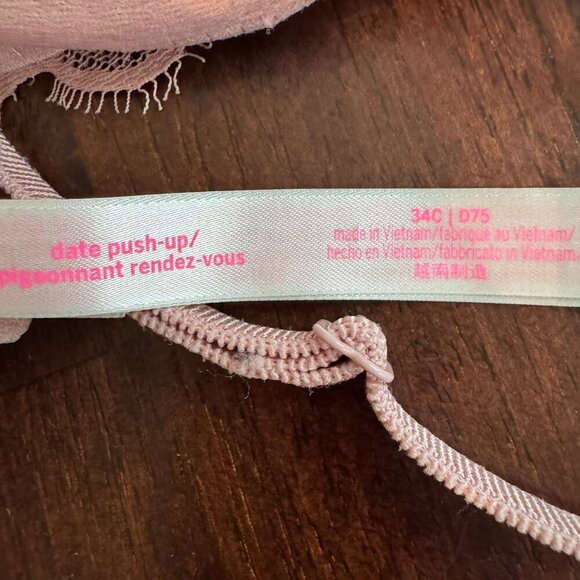 date push-up/
pigeonnant rendez-vous
34C | D75
made in Vietnam/fabriqué au Vietnam/
hecho en Vietnam/fabbricato in Vietnam/
越南制造